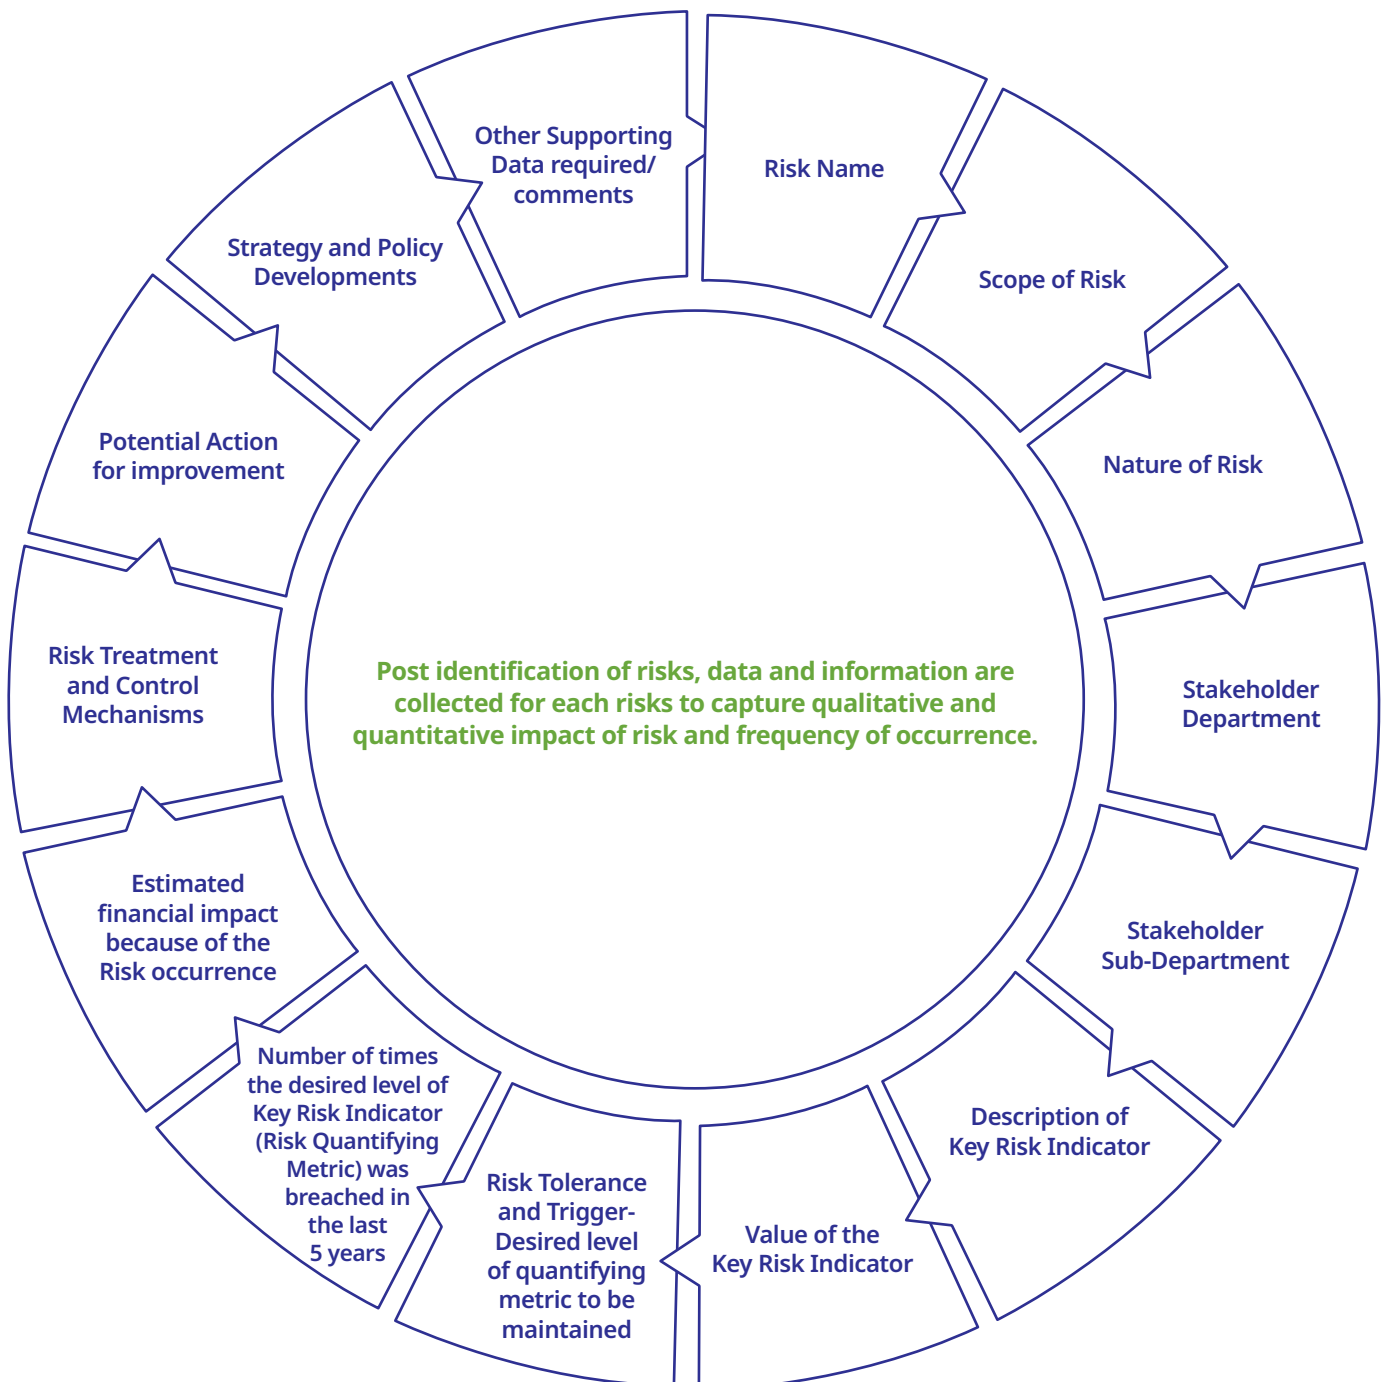 Risk Name
Scope of Risk
Nature of Risk
Stakeholder
Department
Stakeholder
Sub-Department
Description of
Key Risk Indicator
Value of the
Key Risk Indicator
Risk Tolerance
and Trigger-
Desired level
of quantifying
metric to be
maintained
Number of times
the desired level of
Key Risk Indicator
(Risk Quantifying
Metric) was
breached in
the last
5 years
Estimated
financial impact
because of the
Risk occurrence
Risk Treatment
and Control
Mechanisms
Potential Action
for improvement
Strategy and Policy
Developments
Other Supporting
Data required/
comments
Post identification of risks, data and information are
collected for each risks to capture qualitative and
quantitative impact of risk and frequency of occurrence.